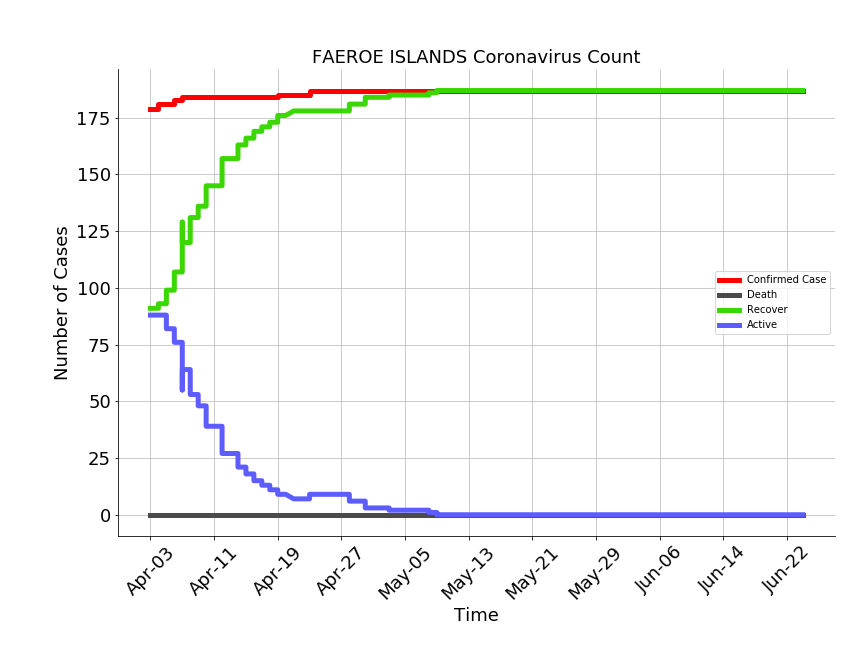 FAEROE ISLANDS Coronavirus Count
Number of Cases
175
150
125
100
75
50
25
0
Confirmed Case
Death
Recover
Active
Apr-03
Apr-11
Apr-19
Apr-27
May-05
May-13
May-21
May-29
Jun-06
Jun-14
Jun-22
Time